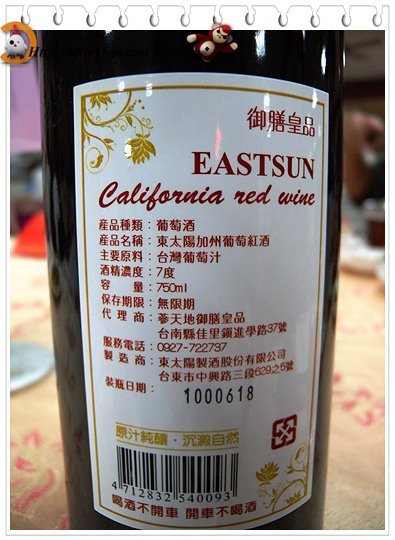 御膳皇品
EASTSUN
California red wine
産品種類：葡萄酒
産品名稱：東太陽加州葡萄紅酒
主要原料：台灣葡萄汁
酒精濃度：7度
容　　量：750ml
保存期限：無限期
代 理 商：蔘天地御膳皇品
台南縣佳里鎮進學路37號
服務電話：0927-722737
製 造 商：東太陽製酒股份有限公司
台東市中興路三段629之5號
裝瓶日期：1000618
原汁純釀・沉澱自然
4 712832 540093
喝酒不開車 開車不喝酒